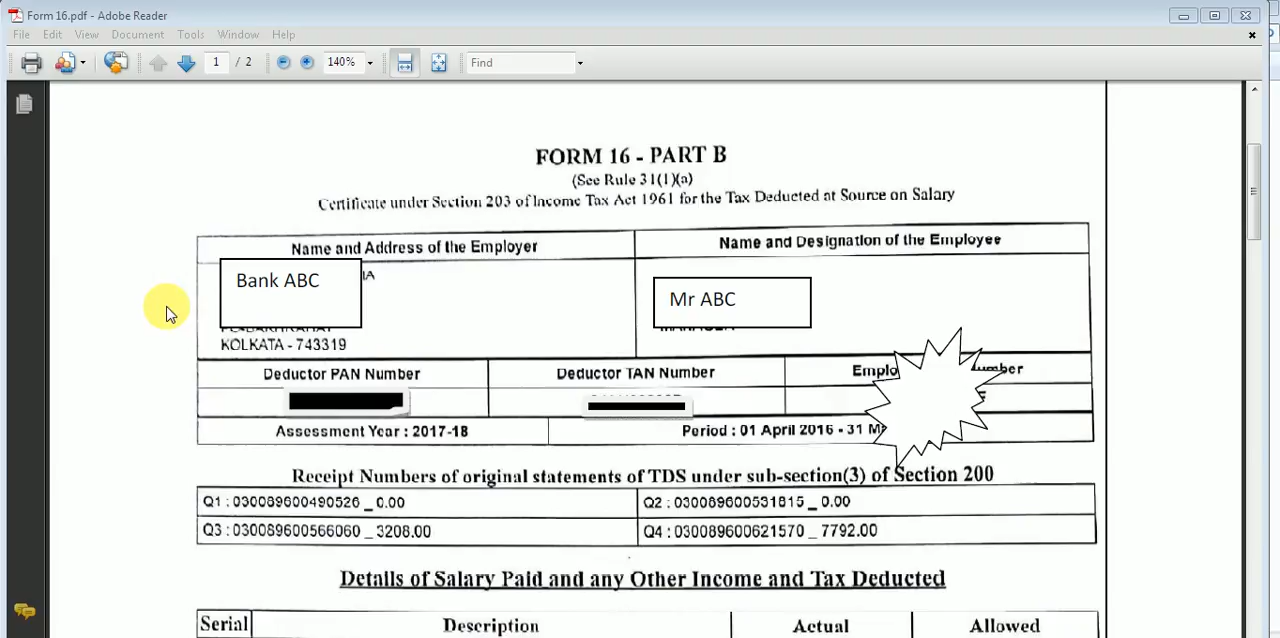 Form 16.pdf - Adobe Reader
File Edit View Document Tools Window Help
1 / 2 140% Find
FORM 16 - PART B
(See Rule 31(1)(a)
Certificate under Section 203 of Income Tax Act 1961 for the Tax Deducted at Source on Salary
Name and Address of the Employer Name and Designation of the Employee
Bank ABC IA
Mr ABC
KOLKATA - 743319
Deductor PAN Number Deductor TAN Number Emplo umber
Assessment Year : 2017-18 Period : 01 April 2016 - 31 M
Receipt Numbers of original statements of TDS under sub-section(3) of Section 200
Q1 : 030089600490526 _0.00 Q2 : 030089600531815 _0.00
Q3 : 030089600566060 _3208.00 Q4 : 030089600621570 _ 7792.00
Details of Salary Paid and any Other Income and Tax Deducted
Serial Description Actual Allowed